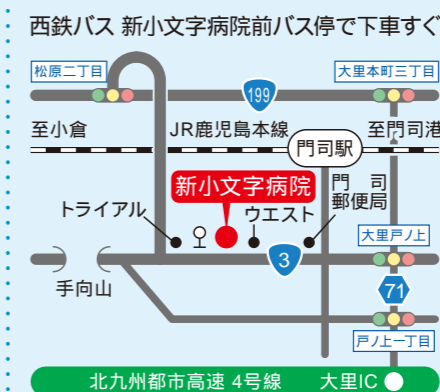 西鉄バス 新小文字病院前バス停で下車すぐ
松原二丁目
大里本町三丁目
199
至小倉
JR鹿児島本線
至門司港
門司駅
新小文字病院
門司
郵便局
トライアル
ウエスト
大里戸ノ上
3
手向山
71
戸ノ上一丁目
北九州都市高速 4号線
大里IC